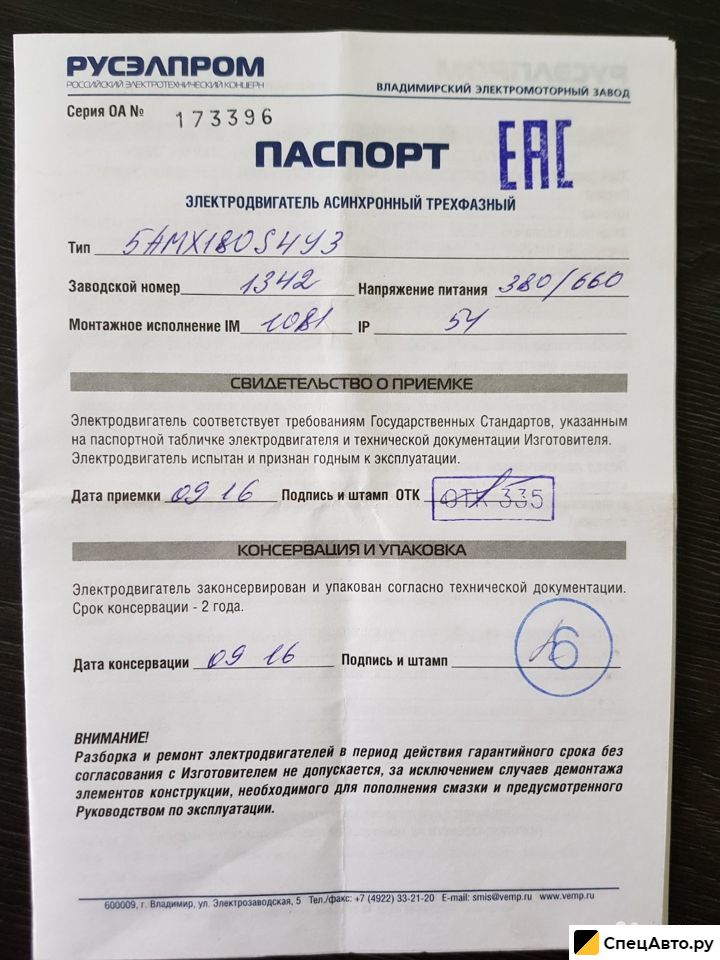 РУСЭЛПРОМ
РОССИЙСКИЙ ЭЛЕКТРОТЕХНИЧЕСКИЙ КОНЦЕРН
ВЛАДИМИРСКИЙ ЭЛЕКТРОМОТОРНЫЙ ЗАВОД
Серия ОА № 173396
ПАСПОРТ EAC
ЭЛЕКТРОДВИГАТЕЛЬ АСИНХРОННЫЙ ТРЕХФАЗНЫЙ
Тип 5АМХ180S4У3
Заводской номер 1342 Напряжение питания 380/660
Монтажное исполнение IM 1081 IP 54
СВИДЕТЕЛЬСТВО О ПРИЕМКЕ
Электродвигатель соответствует требованиям Государственных Стандартов, указанным
на паспортной табличке электродвигателя и технической документации Изготовителя.
Электродвигатель испытан и признан годным к эксплуатации.
Дата приемки 09 16 Подпись и штамп ОТК ОТК 335
КОНСЕРВАЦИЯ И УПАКОВКА
Электродвигатель законсервирован и упакован согласно технической документации.
Срок консервации - 2 года.
Дата консервации 09 16 Подпись и штамп 6
ВНИМАНИЕ!
Разборка и ремонт электродвигателей в период действия гарантийного срока без
согласования с Изготовителем не допускается, за исключением случаев демонтажа
элементов конструкции, необходимого для пополнения смазки и предусмотренного
Руководством по эксплуатации.
600009, г. Владимир, ул. Электрозаводская, 5 Тел./факс: +7 (4922) 33-21-20 E-mail: smis@vemp.ru www.vemp.ru
СпецАвто.ру